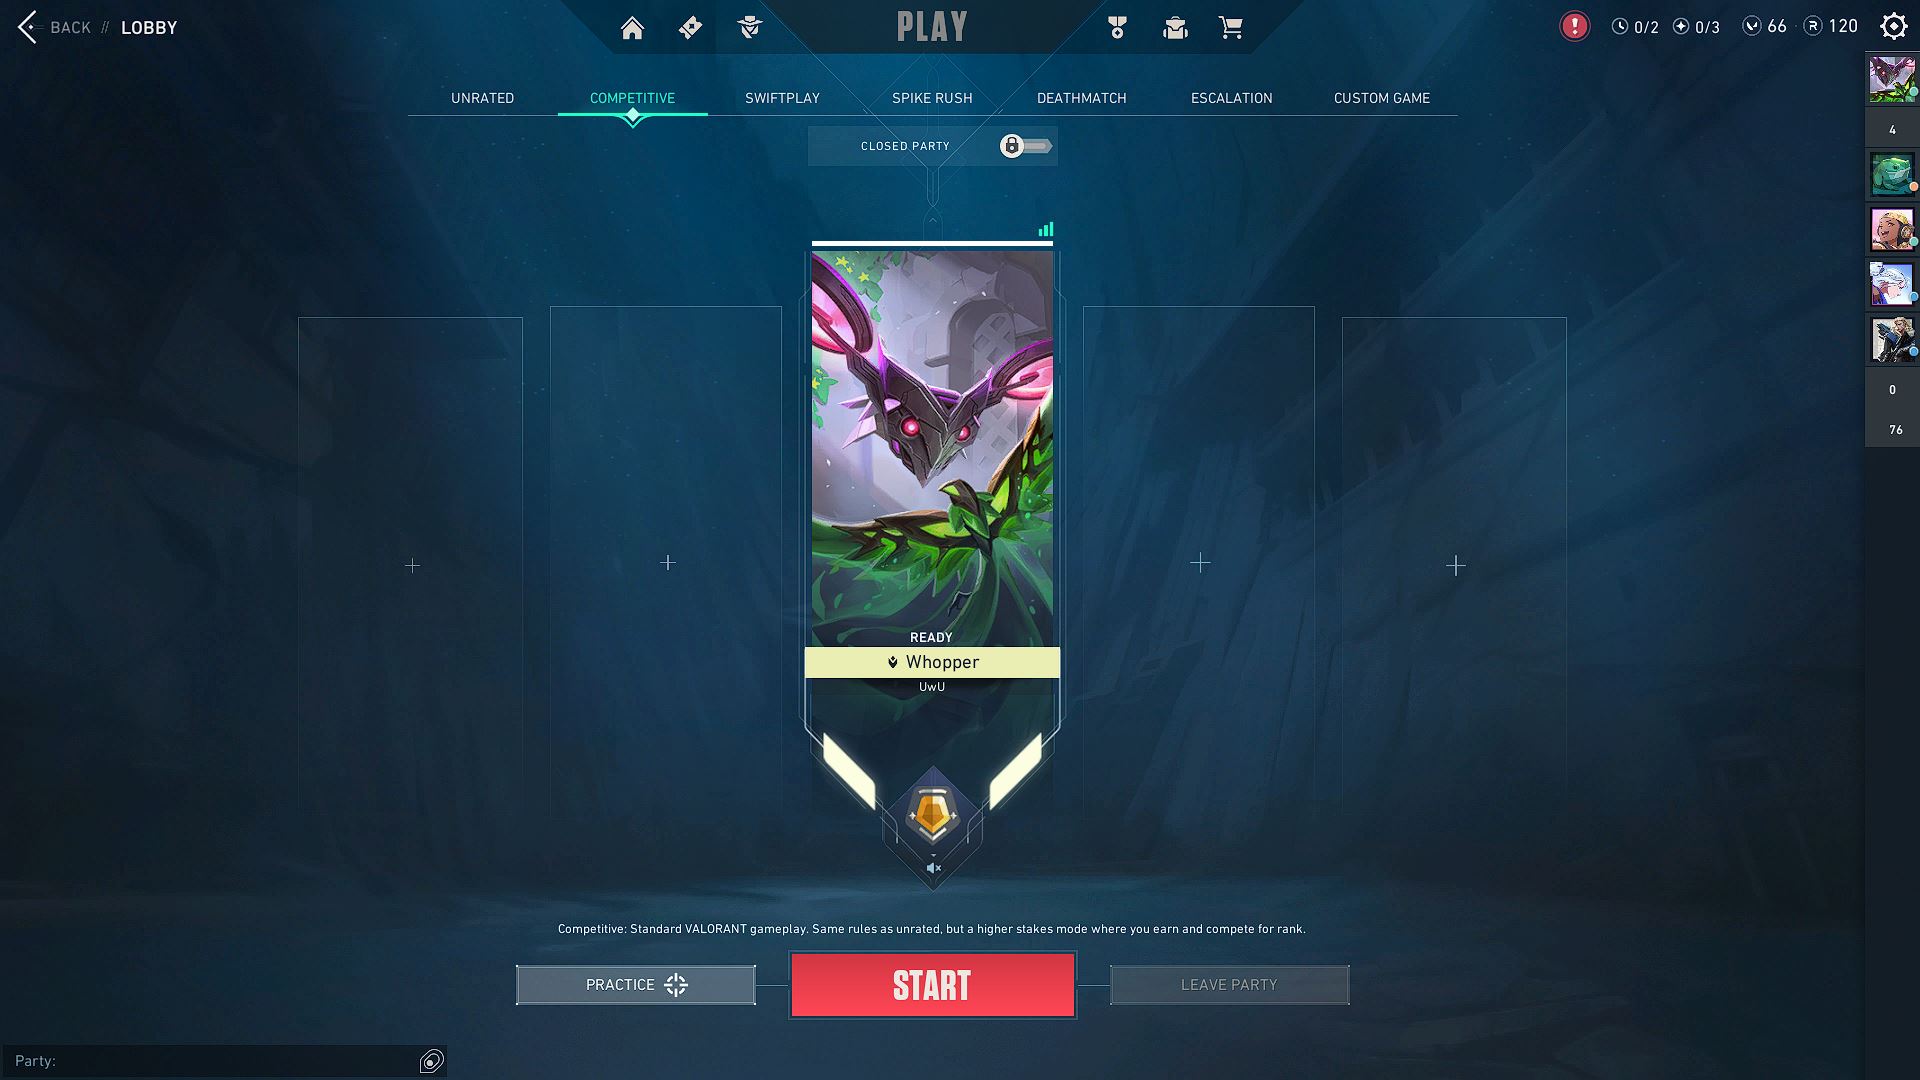 BACK // LOBBY
PLAY
0/2
0/3
66
120
UNRATED
COMPETITIVE
SWIFTPLAY
SPIKE RUSH
DEATHMATCH
ESCALATION
CUSTOM GAME
CLOSED PARTY
4
0
76
READY
Whopper
UwU
Competitive: Standard VALORANT gameplay. Same rules as unrated, but a higher stakes mode where you earn and compete for rank.
PRACTICE
START
LEAVE PARTY
Party: